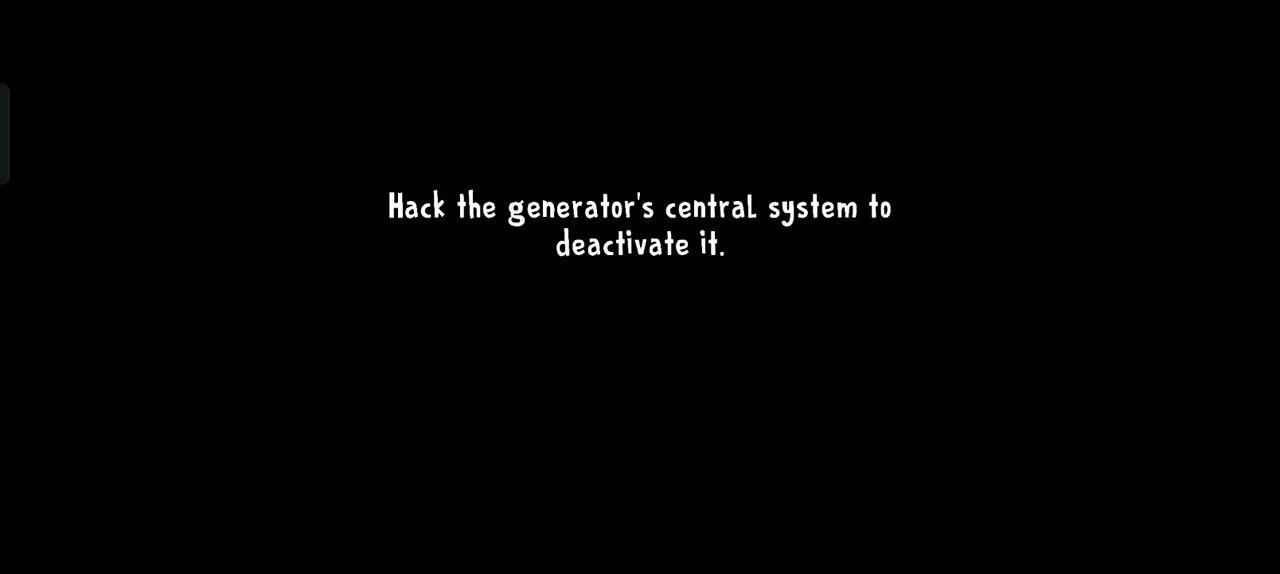 Hack the generator's central system to
deactivate it.